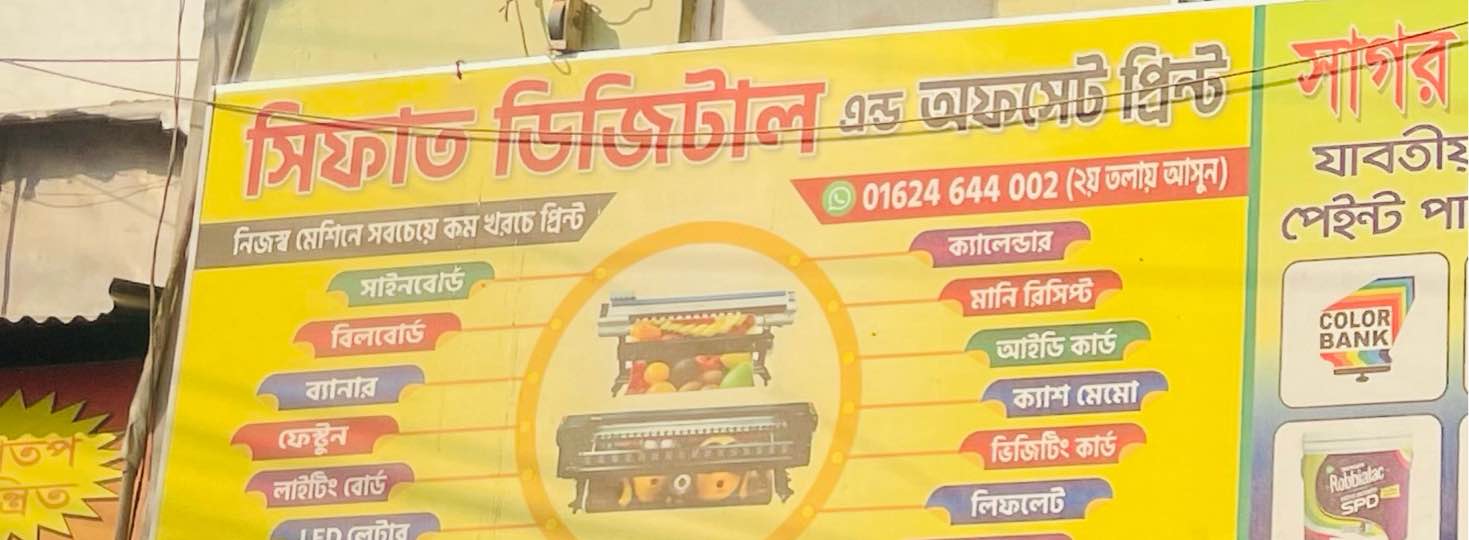 সিফাত ডিজিটাল এন্ড অফসেট প্রিন্ট
01624 644 002 (২য় তলায় আসুন)
নিজস্ব মেশিনে সবচেয়ে কম খরচে প্রিন্ট
সাইনবোর্ড
বিলবোর্ড
ব্যানার
ফেস্টুন
লাইটিং বোর্ড
LED লেটার
ক্যালেন্ডার
মানি রিসিপ্ট
আইডি কার্ড
ক্যাশ মেমো
ভিজিটিং কার্ড
লিফলেট
সাগর
যাবতীয়
পেইন্ট
COLOR
BANK
Robbialac
SPD